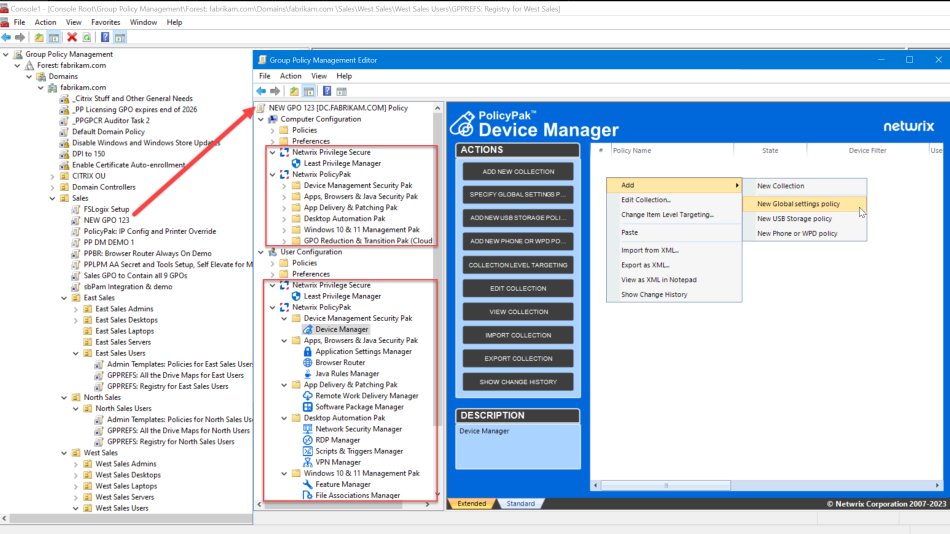 Console1 - [Console Root\Group Policy Management\Forest: fabrikam.com\Domains\fabrikam.com \Sales\West Sales\West Sales Users\GPPREFS: Registry for West Sales]
File Action View Favorites Window Help
Group Policy Management
Forest: fabrikam.com
Domains
fabrikam.com
_Citrix Stuff and Other General Needs
_PP Licensing GPO expires end of 2026
_PPGPCR Auditor Task 2
Default Domain Policy
Disable Windows and Windows Store Updates
DPI to 150
Enable Certificate Auto-enrollment
CITRIX OU
Domain Controllers
Sales
FSLogix Setup
NEW GPO 123
PolicyPak: IP Config and Printer Override
PP DM DEMO 1
PPBR: Browser Router Always On Demo
PPLPM AA Secret and Tools Setup, Self Elevate for M
Sales GPO to Contain all 9 GPOs
sbPam Integration & demo
East Sales
East Sales Admins
East Sales Desktops
East Sales Laptops
East Sales Servers
East Sales Users
Admin Templates: Policies for East Sales User
GPPREFS: All the Drive Maps for East Users
GPPREFS: Registry for East Sales Users
North Sales
North Sales Users
Admin Templates: Policies for North Sales Us
GPPREFS: All the Drive Maps for North Users
GPPREFS: Registry for North Sales Users
West Sales
West Sales Admins
West Sales Desktops
West Sales Laptops
West Sales Servers
West Sales Users
Group Policy Management Editor
File Action View Help
NEW GPO 123 [DC.FABRIKAM.COM] Policy
Computer Configuration
Policies
Preferences
Netwrix Privilege Secure
Least Privilege Manager
Netwrix PolicyPak
Device Management Security Pak
Apps, Browsers & Java Security Pak
App Delivery & Patching Pak
Desktop Automation Pak
Windows 10 & 11 Management Pak
GPO Reduction & Transition Pak (Cloud
User Configuration
Policies
Preferences
Netwrix Privilege Secure
Least Privilege Manager
Netwrix PolicyPak
Device Management Security Pak
Device Manager
Apps, Browsers & Java Security Pak
Application Settings Manager
Browser Router
Java Rules Manager
App Delivery & Patching Pak
Remote Work Delivery Manager
Software Package Manager
Desktop Automation Pak
Network Security Manager
RDP Manager
Scripts & Triggers Manager
VPN Manager
Windows 10 & 11 Management Pak
Feature Manager
File Associations Manager
PolicyPak™
Device Manager
netwrix
ACTIONS
ADD NEW COLLECTION
SPECIFY GLOBAL SETTINGS P...
ADD NEW USB STORAGE POLI...
ADD NEW PHONE OR WPD PO...
COLLECTION LEVEL TARGETING
EDIT COLLECTION
VIEW COLLECTION
IMPORT COLLECTION
EXPORT COLLECTION
SHOW CHANGE HISTORY
DESCRIPTION
Device Manager
# Policy Name State Device Filter Use
Add
Edit Collection...
Change Item Level Targeting...
Paste
Import from XML...
Export as XML...
View as XML in Notepad
Show Change History
New Collection
New Global settings policy
New USB Storage policy
New Phone or WPD policy
Extended Standard
© Netwrix Corporation 2007-2023